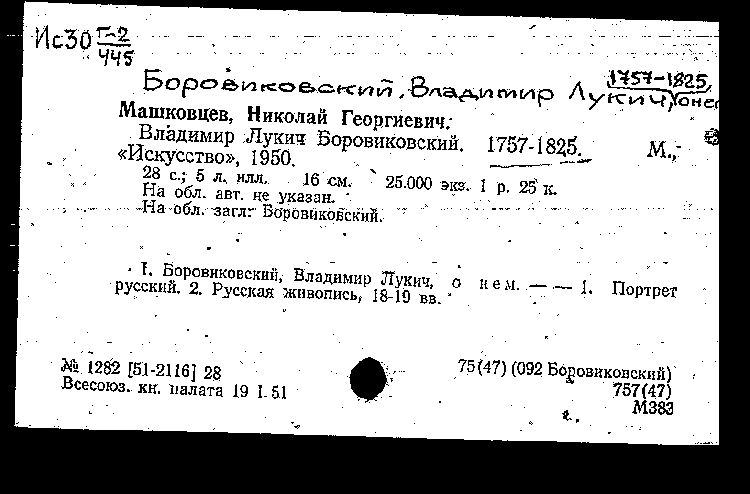 Ис30 Г-2
445
1757-1825,
Боровиковский, Владимир Лукич, о нем
Машковцев, Николай Георгиевич.
Владимир Лукич Боровиковский. 1757-1825. М.,
«Искусство», 1950.
28 с.; 5 л. илл. 16 см. 25.000 экз. 1 р. 25 к.
На обл. авт. не указан.
На обл. загл: Боровиковский.
1. Боровиковский, Владимир Лукич, о нем. — — 1. Портрет
русский. 2. Русская живопись, 18-19 вв.
№ 1282 [51-2116] 28 75(47) (092 Боровиковский)
Всесоюз. кн. палата 19 I 51 757(47)
М383